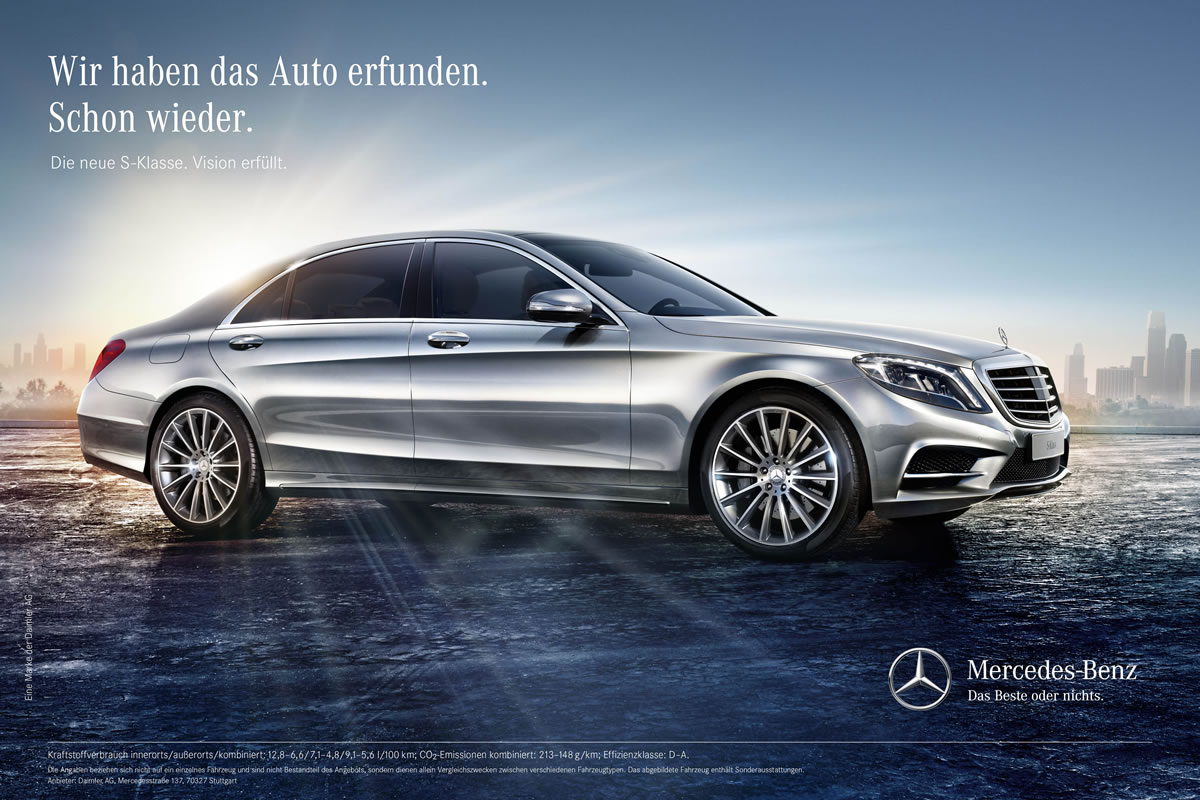 Wir haben das Auto erfunden.
Schon wieder.
Die neue S-Klasse. Vision erfüllt.
Eine Marke der Daimler AG
Mercedes-Benz
Das Beste oder nichts.
Kraftstoffverbrauch innerorts/außerorts/kombiniert: 12,8–6,6/7,1–4,8/9,1–5,6 l/100 km; CO₂-Emissionen kombiniert: 213–148 g/km; Effizienzklasse: D–A.
Die Angaben beziehen sich nicht auf ein einzelnes Fahrzeug und sind nicht Bestandteil des Angebots, sondern dienen allein Vergleichszwecken zwischen verschiedenen Fahrzeugtypen. Das abgebildete Fahrzeug enthält Sonderausstattungen.
Anbieter: Daimler AG, Mercedesstraße 137, 70327 Stuttgart